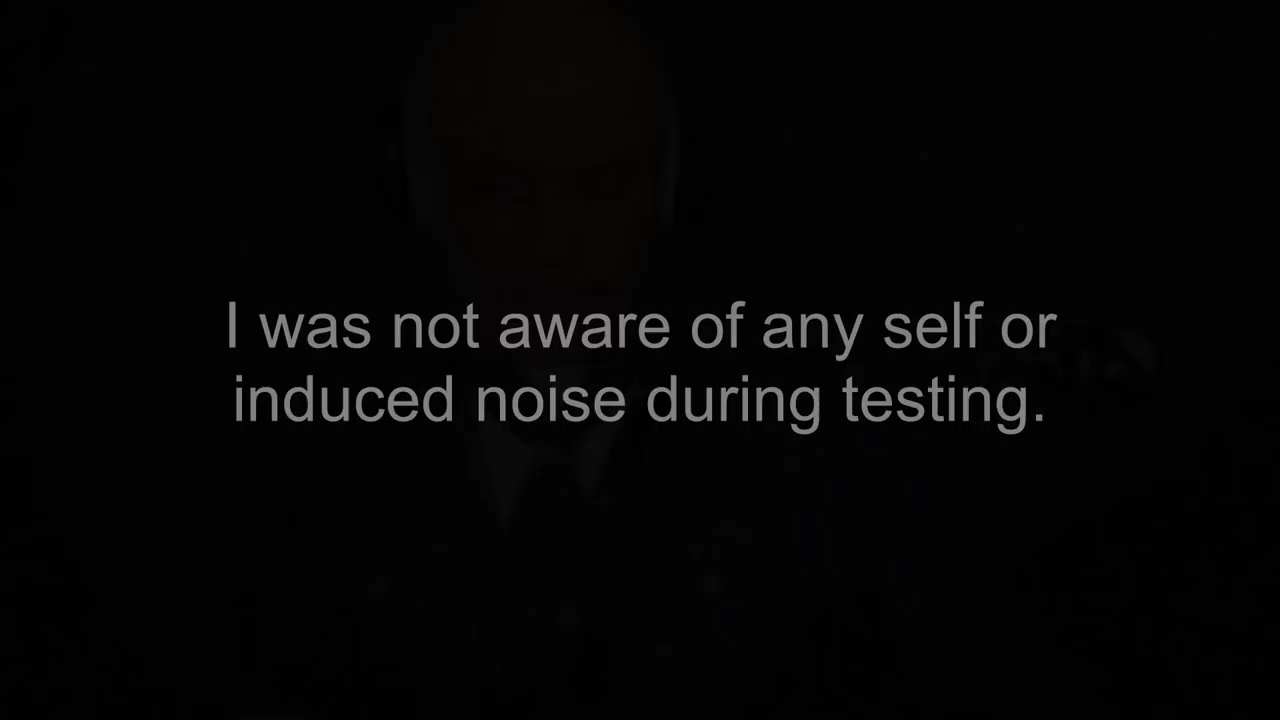 I was not aware of any self or
induced noise during testing.